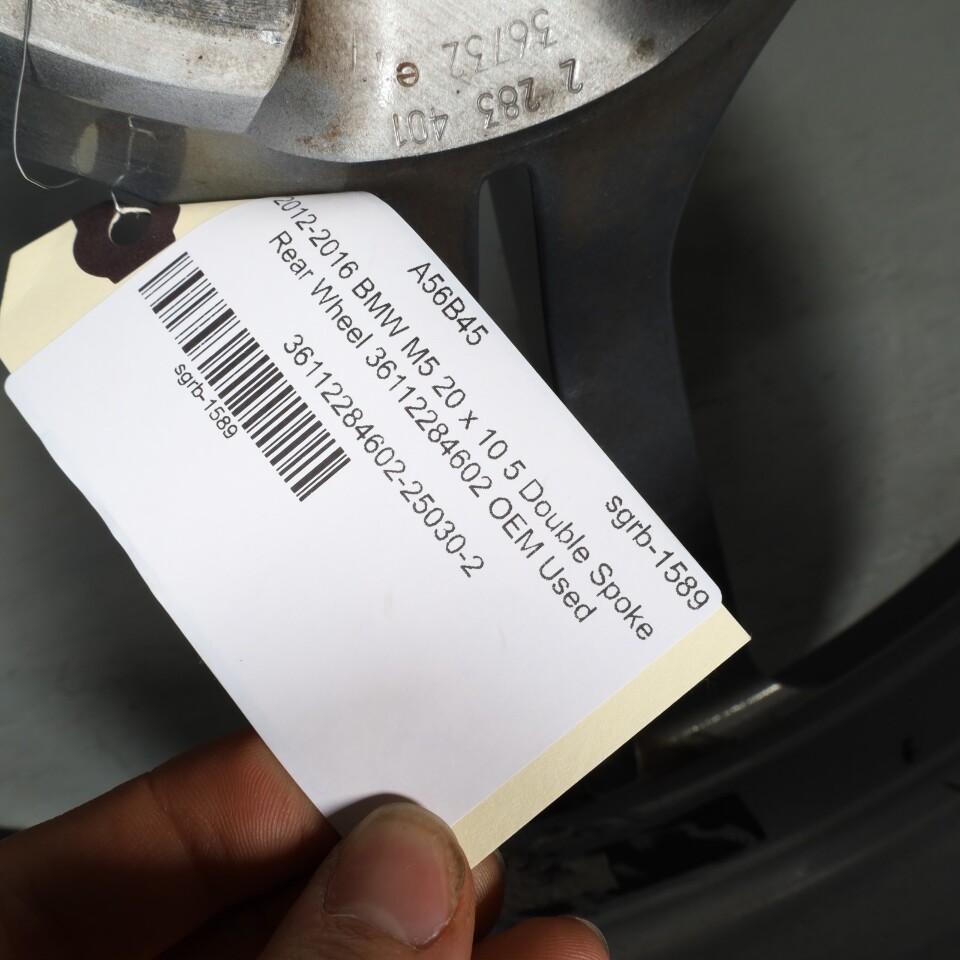 36732
2 283 401
A56B45
sgrb-1589
2012-2016 BMW M5 20 x 10 5 Double Spoke
Rear Wheel 36112284602 OEM Used
36112284602-25030-2
sgrb-1589